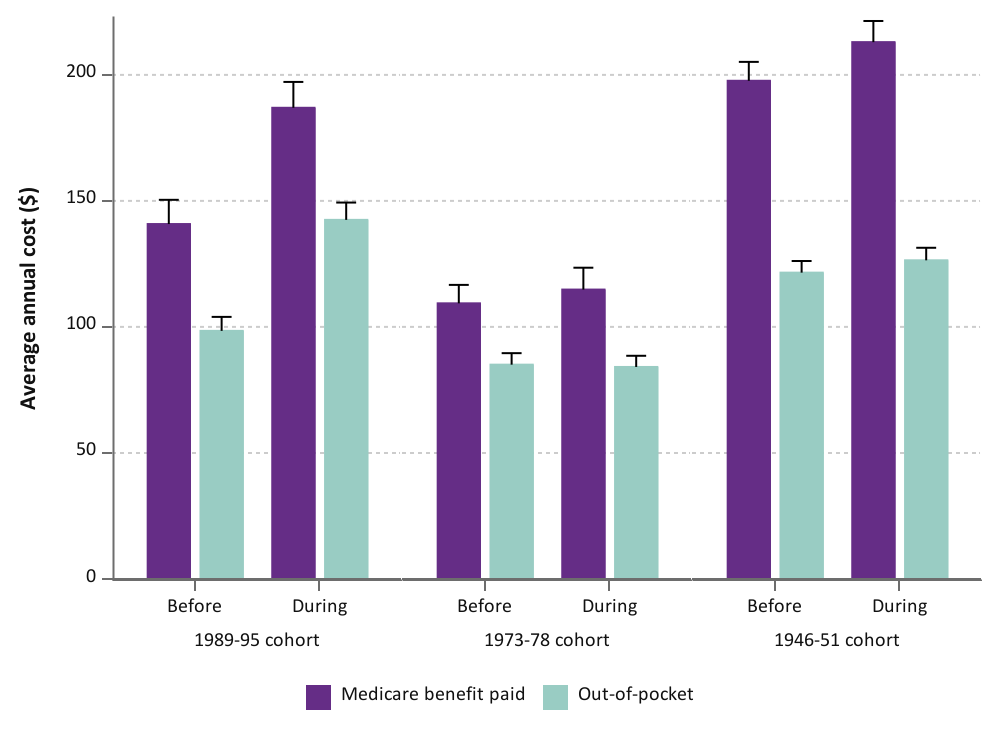 Average annual cost ($)
200
150
100
50
0
Before During Before During Before During
1989-95 cohort 1973-78 cohort 1946-51 cohort
Medicare benefit paid Out-of-pocket